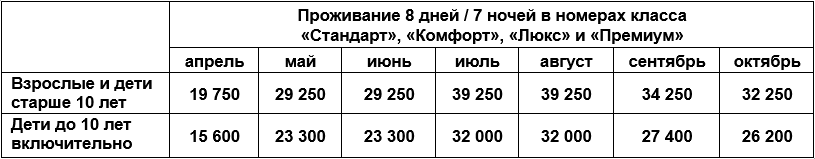 Проживание 8 дней / 7 ночей в номерах класса
«Стандарт», «Комфорт», «Люкс» и «Премиум»
апрель май июнь июль август сентябрь октябрь
Взрослые и дети
старше 10 лет
19 750 29 250 29 250 39 250 39 250 34 250 32 250
Дети до 10 лет
включительно
15 600 23 300 23 300 32 000 32 000 27 400 26 200